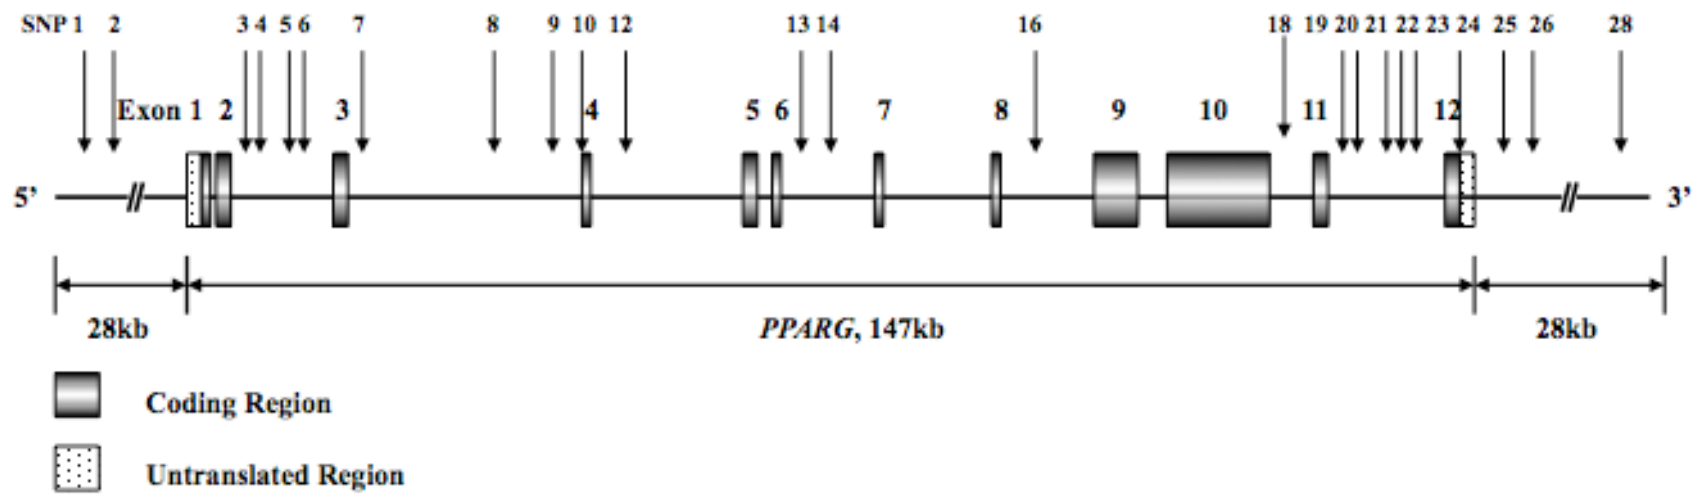 SNP 1 2 3 4 5 6 7 8 9 10 12 13 14 16 18 19 20 21 22 23 24 25 26 28
Exon 1 2 3 4 5 6 7 8 9 10 11 12
5’ 3’
28kb PPARG, 147kb 28kb
Coding Region
Untranslated Region